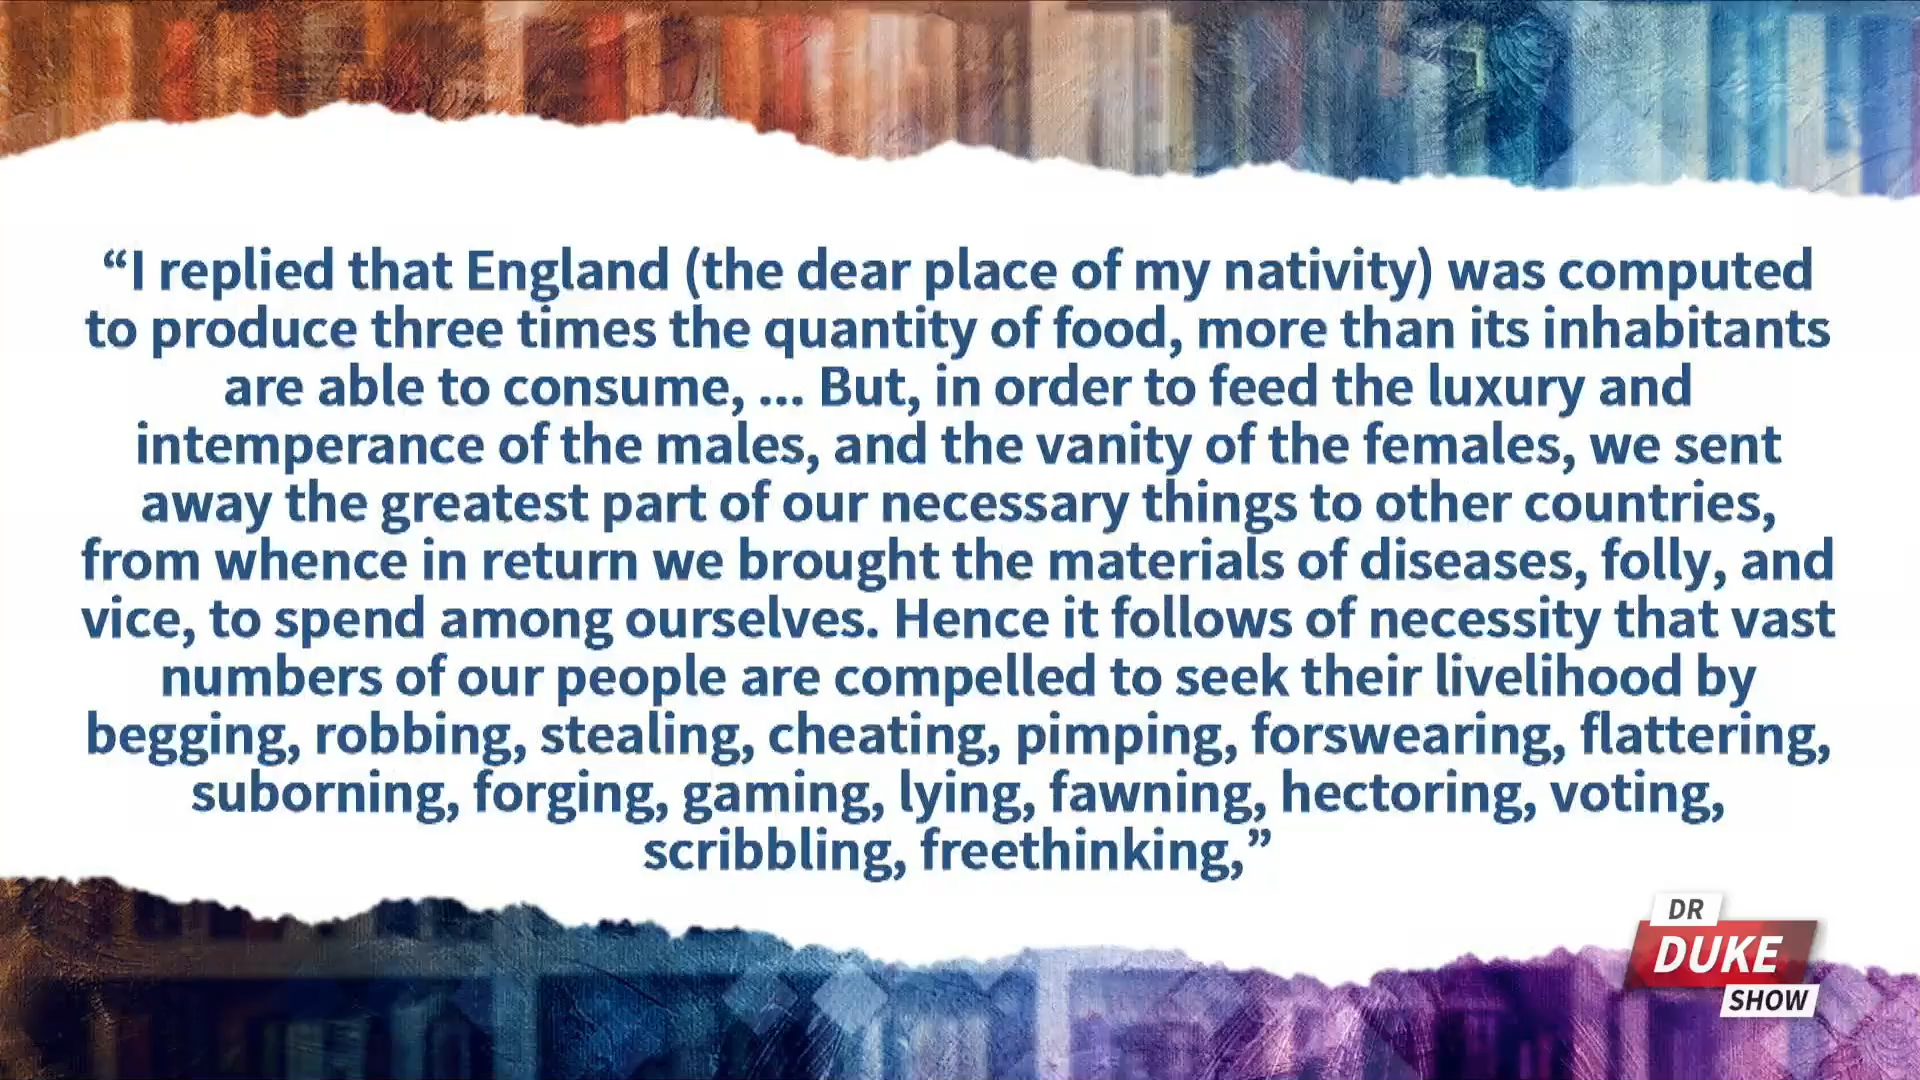 “I replied that England (the dear place of my nativity) was computed
to produce three times the quantity of food, more than its inhabitants
are able to consume, ... But, in order to feed the luxury and
intemperance of the males, and the vanity of the females, we sent
away the greatest part of our necessary things to other countries,
from whence in return we brought the materials of diseases, folly, and
vice, to spend among ourselves. Hence it follows of necessity that vast
numbers of our people are compelled to seek their livelihood by
begging, robbing, stealing, cheating, pimping, forswearing, flattering,
suborning, forging, gaming, lying, fawning, hectoring, voting,
scribbling, freethinking,”
DR
DUKE
SHOW